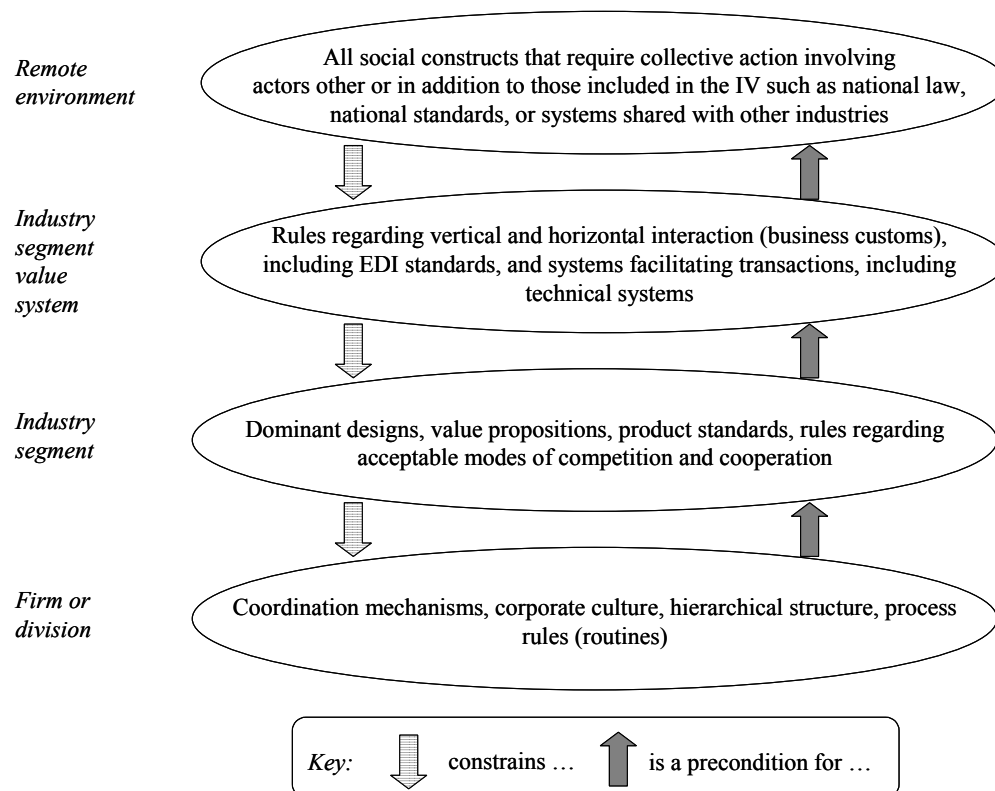 Remote
environment
All social constructs that require collective action involving
actors other or in addition to those included in the IV such as national law,
national standards, or systems shared with other industries
Industry
segment
value
system
Rules regarding vertical and horizontal interaction (business customs),
including EDI standards, and systems facilitating transactions, including
technical systems
Industry
segment
Dominant designs, value propositions, product standards, rules regarding
acceptable modes of competition and cooperation
Firm or
division
Coordination mechanisms, corporate culture, hierarchical structure, process
rules (routines)
Key: constrains … is a precondition for …